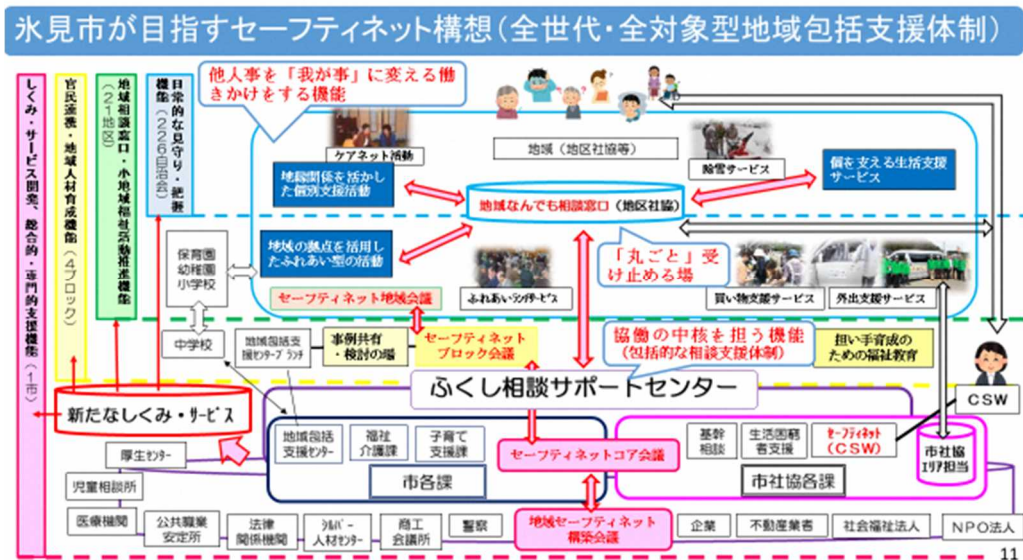 氷見市が目指すセーフティネット構想(全世代・全対象型地域包括支援体制)
しくみ・サービス開発、総合的・専門的支援機能(1市)
官民連携・地域人材育成機能(4ブロック)
地域相談窓口・小地域福祉活動推進機能
(21地区)
日常的な見守り・把握
機能(226自治会)
他人事を「我が事」に変える働
きかけをする機能
ケアネット活動
地域(地区社協等)
除雪サービス
地縁関係を活かし
た個別支援活動
個を支える生活支援
サービス
地域なんでも相談窓口(地区社協)
保育園
幼稚園
小学校
地域の拠点を活用し
たふれあい型の活動
「丸ごと」受
け止める場
セーフティネット地域会議
ふれあいランチサービス
買い物支援サービス
外出支援サービス
中学校
地域包括支
援センターブランチ
事例共有・
検討の場
セーフティネット
ブロック会議
協働の中核を担う機能
(包括的な相談支援体制)
担い手育成の
ための福祉教育
ふくし相談サポートセンター
CSW
新たなしくみ・サービス
地域包括
支援センター
福祉
介護課
子育て
支援課
セーフティネットコア会議
基幹
相談
生活困窮
者支援
セーフティネット
(CSW)
市社協
エリア担当
厚生センター
市各課
市社協各課
児童相談所
医療機関
公共職業
安定所
法律
関係機関
シルバー
人材センター
商工
会議所
警察
地域セーフティネット
構築会議
企業
不動産業者
社会福祉法人
NPO法人
11